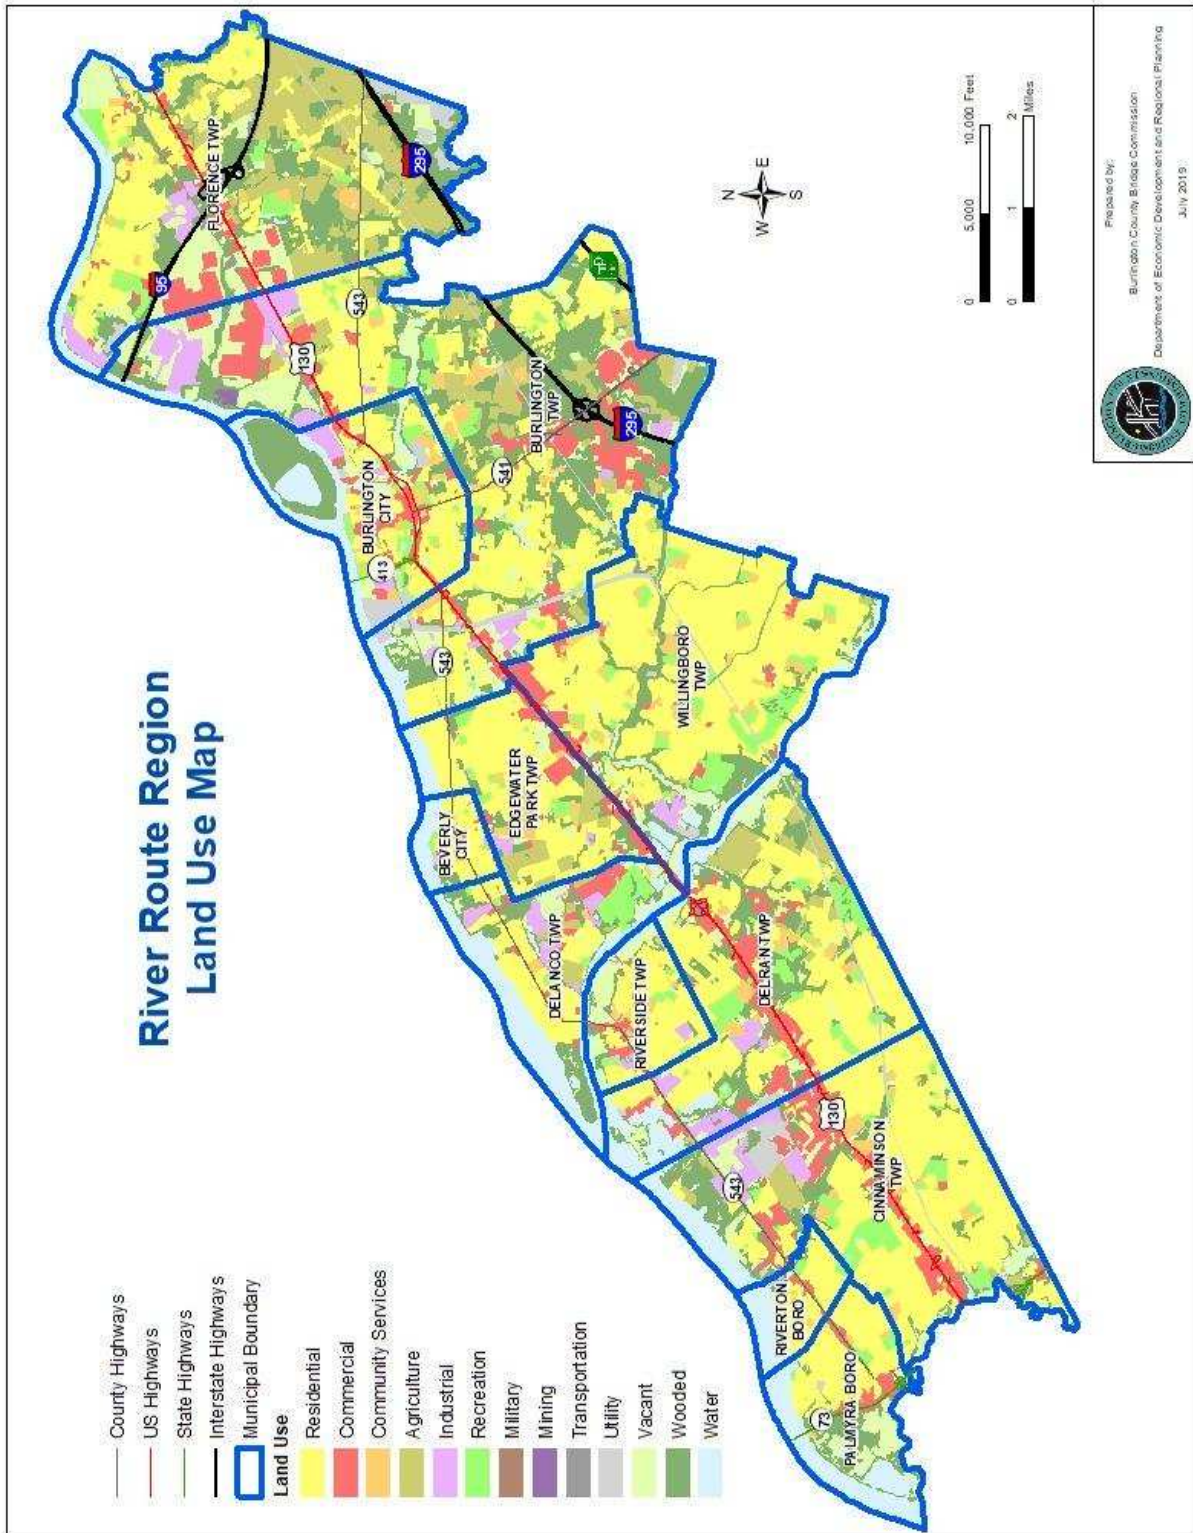 River Route Region
Land Use Map
County Highways
US Highways
State Highways
Interstate Highways
Municipal Boundary
Land Use
Residential
Commercial
Community Services
Agriculture
Industrial
Recreation
Military
Mining
Transportation
Utility
Vacant
Wooded
Water
PALMYRA BORO
73
RIVERTON
BORO
CINNAMINSON
TWP
543
130
RIVERSIDE TWP
DELRAN TWP
DELANCO TWP
BEVERLY
CITY
EDGEWATER
PARK TWP
WILLINGBORO
TWP
543
413
BURLINGTON
CITY
541
BURLINGTON
TWP
295
130
543
95
FLORENCE TWP
295
N
W
E
S
0 5,000 10,000 Feet
0 1 2 Miles
Prepared by:
Burlington County Bridge Commission
Department of Economic Development and Regional Planning
July 2019